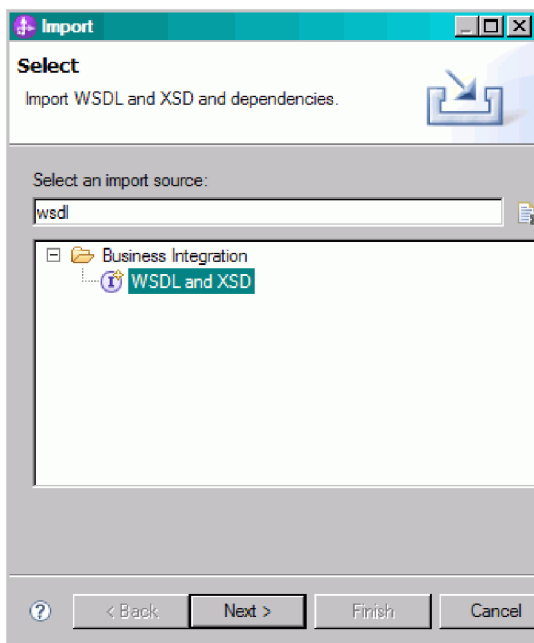 Import
Select
Import WSDL and XSD and dependencies.
Select an import source:
wsdl
Business Integration
WSDL and XSD
? < Back Next > Finish Cancel